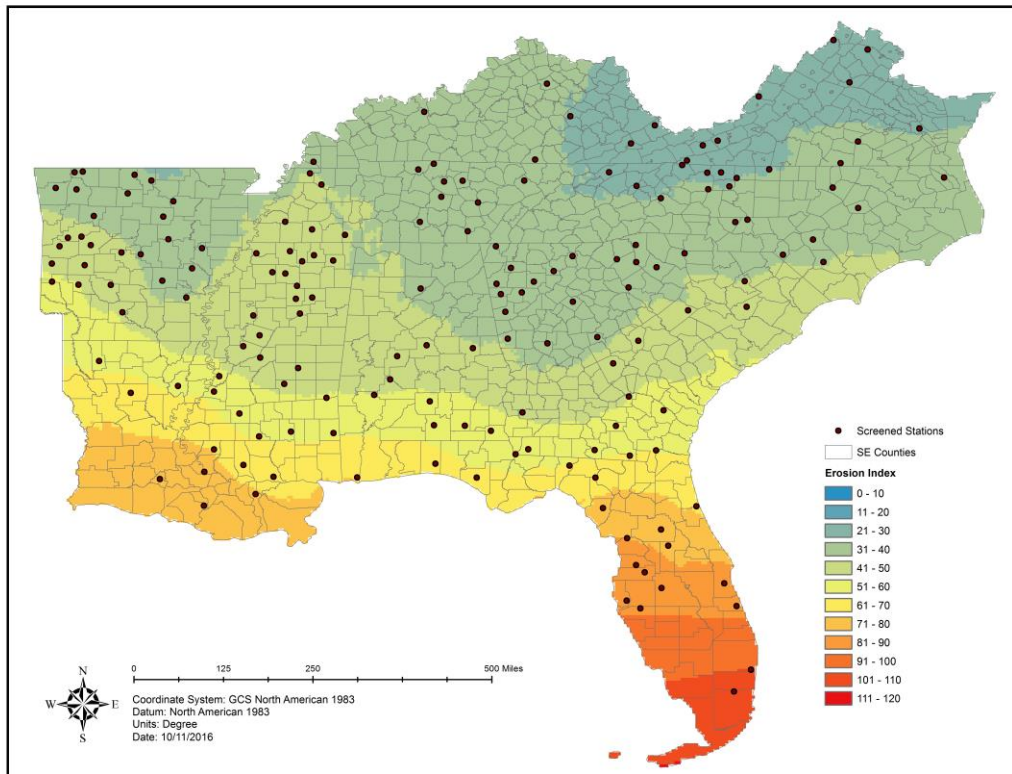 Screened Stations
SE Counties
Erosion Index
0 - 10
11 - 20
21 - 30
31 - 40
41 - 50
51 - 60
61 - 70
71 - 80
81 - 90
91 - 100
101 - 110
111 - 120
0 125 250 500 Miles
N
W E
S
Coordinate System: GCS North American 1983
Datum: North American 1983
Units: Degree
Date: 10/11/2016